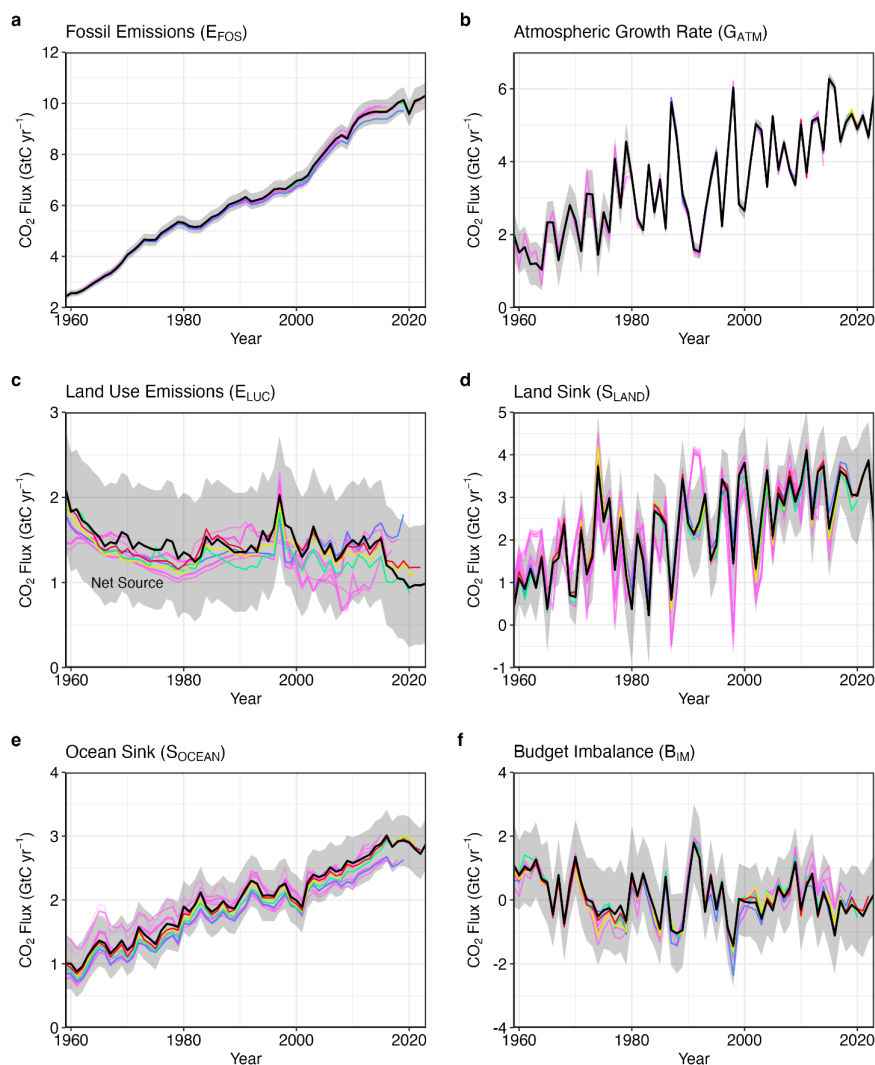 a
Fossil Emissions (EFOS)
12
10
8
6
4
2
CO2 Flux (GtC yr−1)
1960 1980 2000 2020
Year
b
Atmospheric Growth Rate (GATM)
6
4
2
0
CO2 Flux (GtC yr−1)
1960 1980 2000 2020
Year
c
Land Use Emissions (ELUC)
3
2
1
0
CO2 Flux (GtC yr−1)
Net Source
1960 1980 2000 2020
Year
d
Land Sink (SLAND)
5
4
3
2
1
0
-1
CO2 Flux (GtC yr−1)
1960 1980 2000 2020
Year
e
Ocean Sink (SOCEAN)
4
3
2
1
0
CO2 Flux (GtC yr−1)
1960 1980 2000 2020
Year
f
Budget Imbalance (BIM)
4
2
0
-2
-4
CO2 Flux (GtC yr−1)
1960 1980 2000 2020
Year